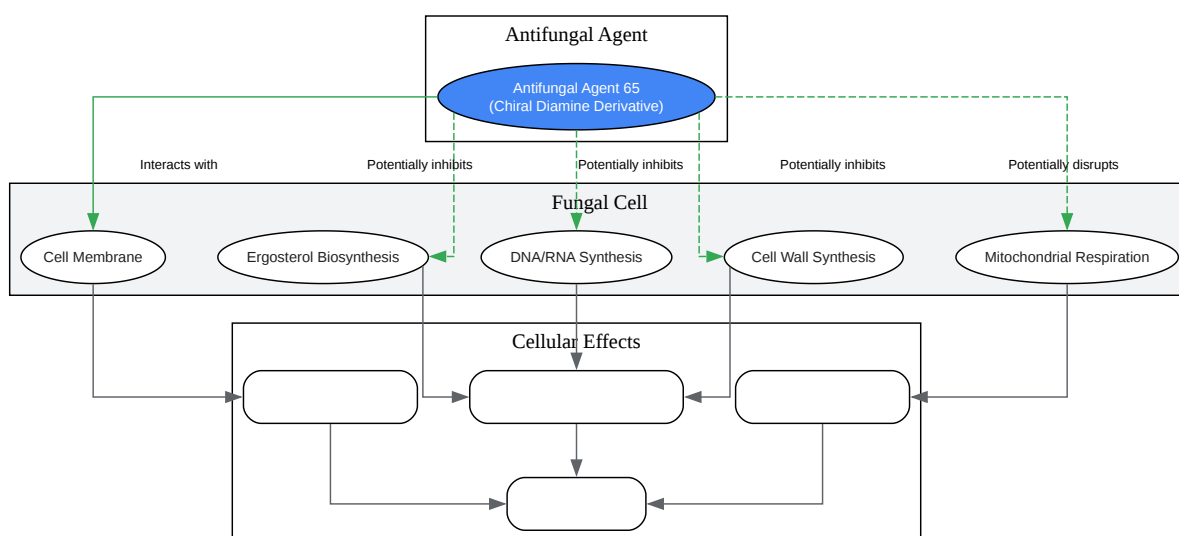 Antifungal Agent
Antifungal Agent 65
(Chiral Diamine Derivative)
Interacts with
Potentially inhibits
Potentially inhibits
Potentially inhibits
Potentially disrupts
Fungal Cell
Cell Membrane
Ergosterol Biosynthesis
DNA/RNA Synthesis
Cell Wall Synthesis
Mitochondrial Respiration
Cellular Effects